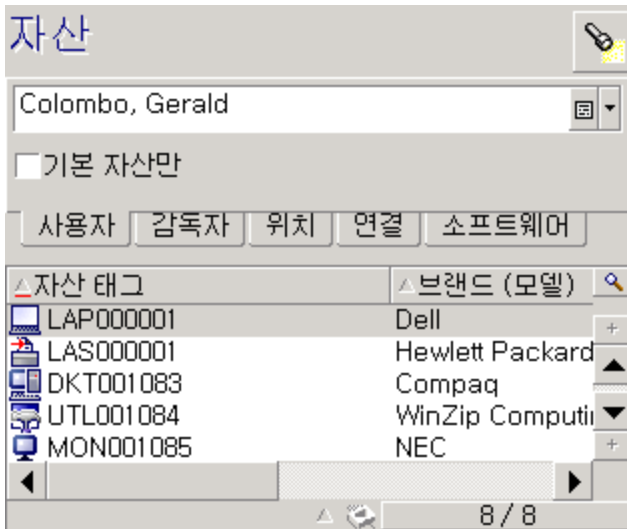 자산
Colombo, Gerald
기본 자산만
사용자 감독자 위치 연결 소프트웨어
자산 태그 브랜드 (모델)
LAP000001 Dell
LAS000001 Hewlett Packard
DKT001083 Compaq
UTL001084 WinZip Computi
MON001085 NEC
8 / 8